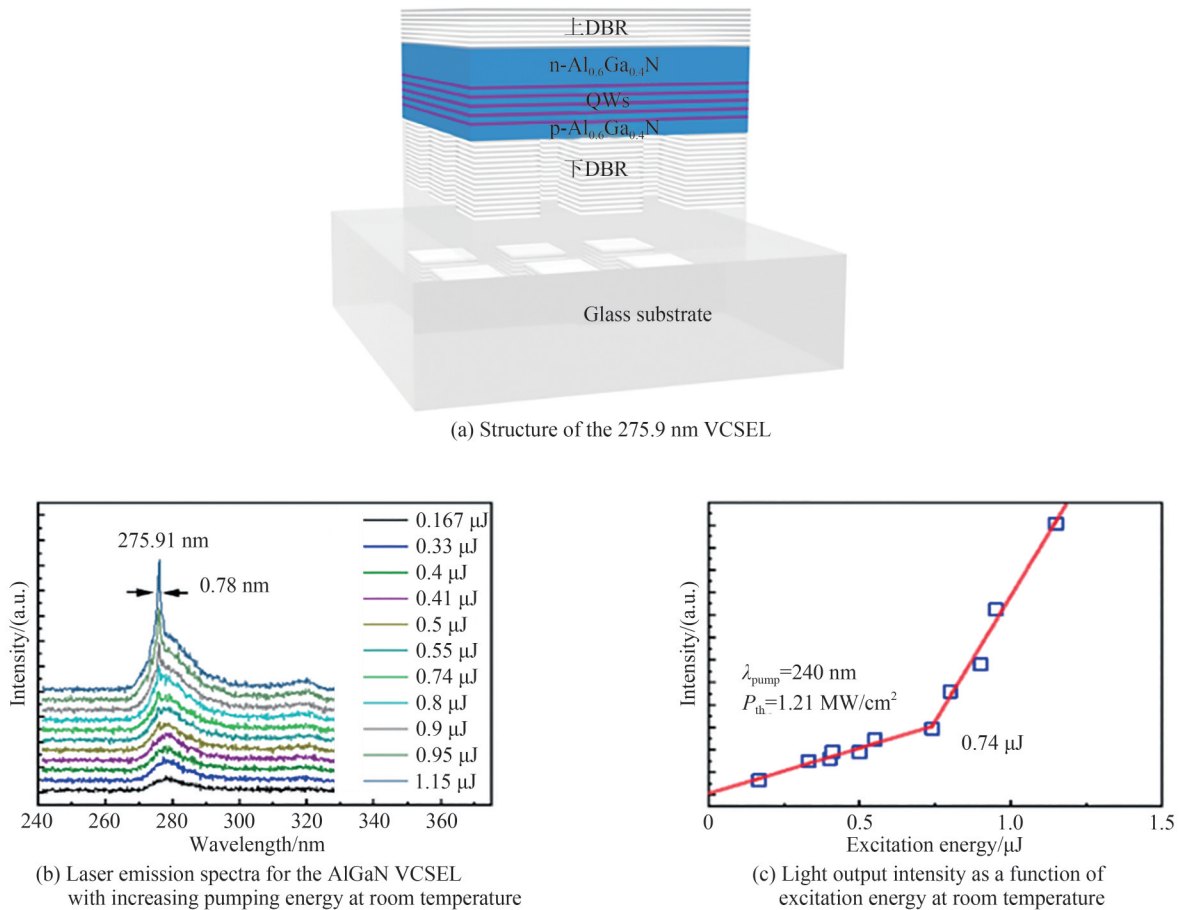 上DBR
n-Al0.6Ga0.4N
QWs
p-Al0.6Ga0.4N
下DBR
Glass substrate
(a) Structure of the 275.9 nm VCSEL
275.91 nm
0.78 nm
0.167 μJ
0.33 μJ
0.4 μJ
0.41 μJ
0.5 μJ
0.55 μJ
0.74 μJ
0.8 μJ
0.9 μJ
0.95 μJ
1.15 μJ
Intensity/(a.u.)
240 260 280 300 320 340 360
Wavelength/nm
(b) Laser emission spectra for the AlGaN VCSEL
with increasing pumping energy at room temperature
Intensity/(a.u.)
λpump=240 nm
Pth=1.21 MW/cm2
0.74 μJ
0 0.5 1.0 1.5
Excitation energy/μJ
(c) Light output intensity as a function of
excitation energy at room temperature